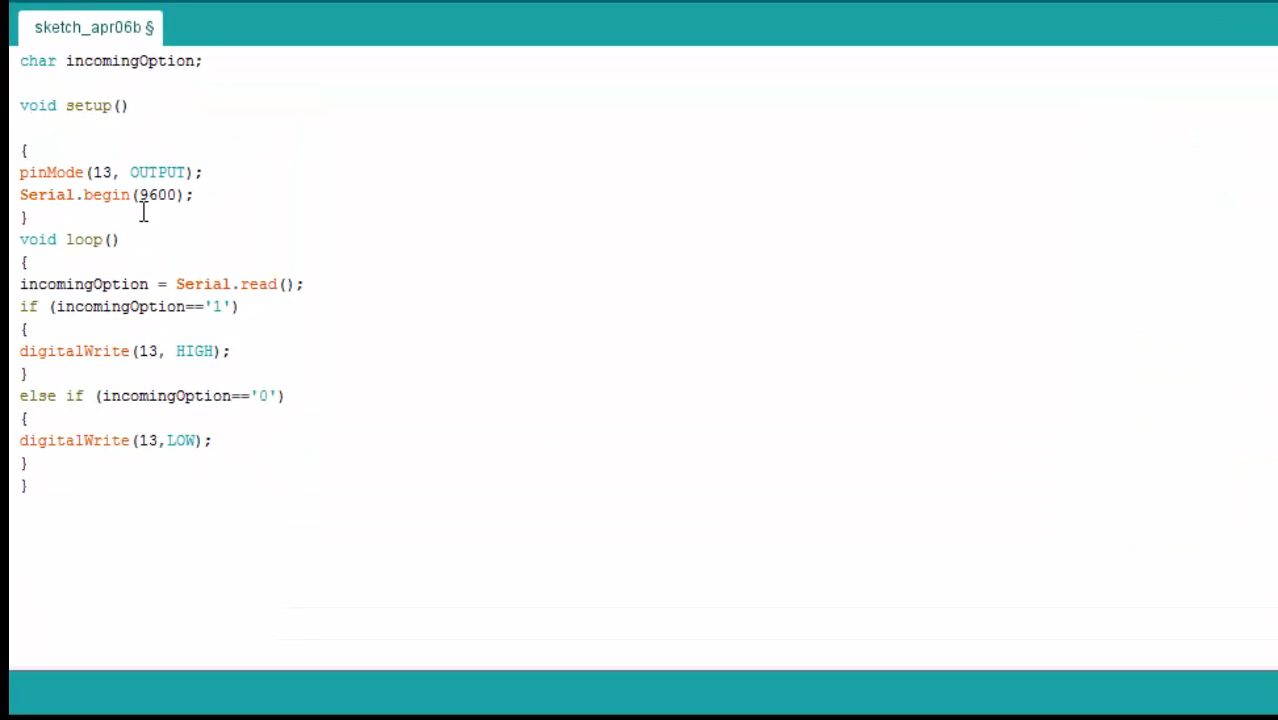 sketch_apr06b §
char incomingOption;
void setup()
{
pinMode(13, OUTPUT);
Serial.begin(9600);
}
void loop()
{
incomingOption = Serial.read();
if (incomingOption=='1')
{
digitalWrite(13, HIGH);
}
else if (incomingOption=='0')
{
digitalWrite(13,LOW);
}
}